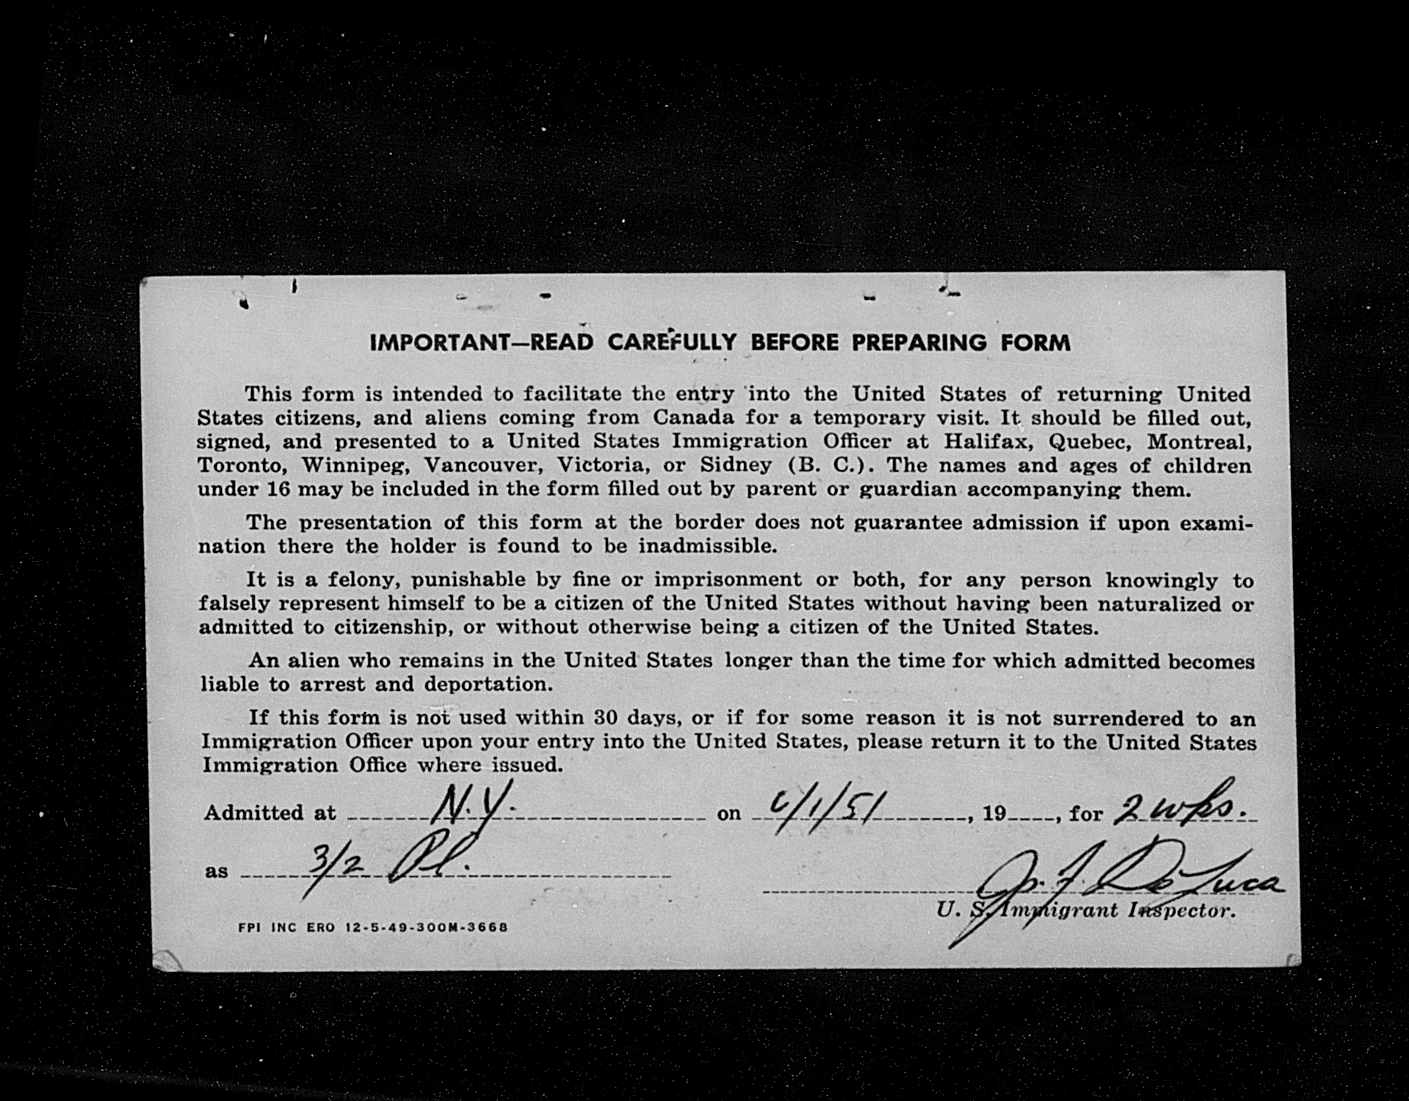 IMPORTANT—READ CAREFULLY BEFORE PREPARING FORM
This form is intended to facilitate the entry into the United States of returning United
States citizens, and aliens coming from Canada for a temporary visit. It should be filled out,
signed, and presented to a United States Immigration Officer at Halifax, Quebec, Montreal,
Toronto, Winnipeg, Vancouver, Victoria, or Sidney (B. C.). The names and ages of children
under 16 may be included in the form filled out by parent or guardian accompanying them.
The presentation of this form at the border does not guarantee admission if upon exami-
nation there the holder is found to be inadmissible.
It is a felony, punishable by fine or imprisonment or both, for any person knowingly to
falsely represent himself to be a citizen of the United States without having been naturalized or
admitted to citizenship, or without otherwise being a citizen of the United States.
An alien who remains in the United States longer than the time for which admitted becomes
liable to arrest and deportation.
If this form is not used within 30 days, or if for some reason it is not surrendered to an
Immigration Officer upon your entry into the United States, please return it to the United States
Immigration Office where issued.
Admitted at N.Y. on 6/1/51, 19, for 2 wks.
as 3/2 Pl.
De Luca
U. S. Immigrant Inspector.
FPI INC ERO 12-5-49-300M-3668